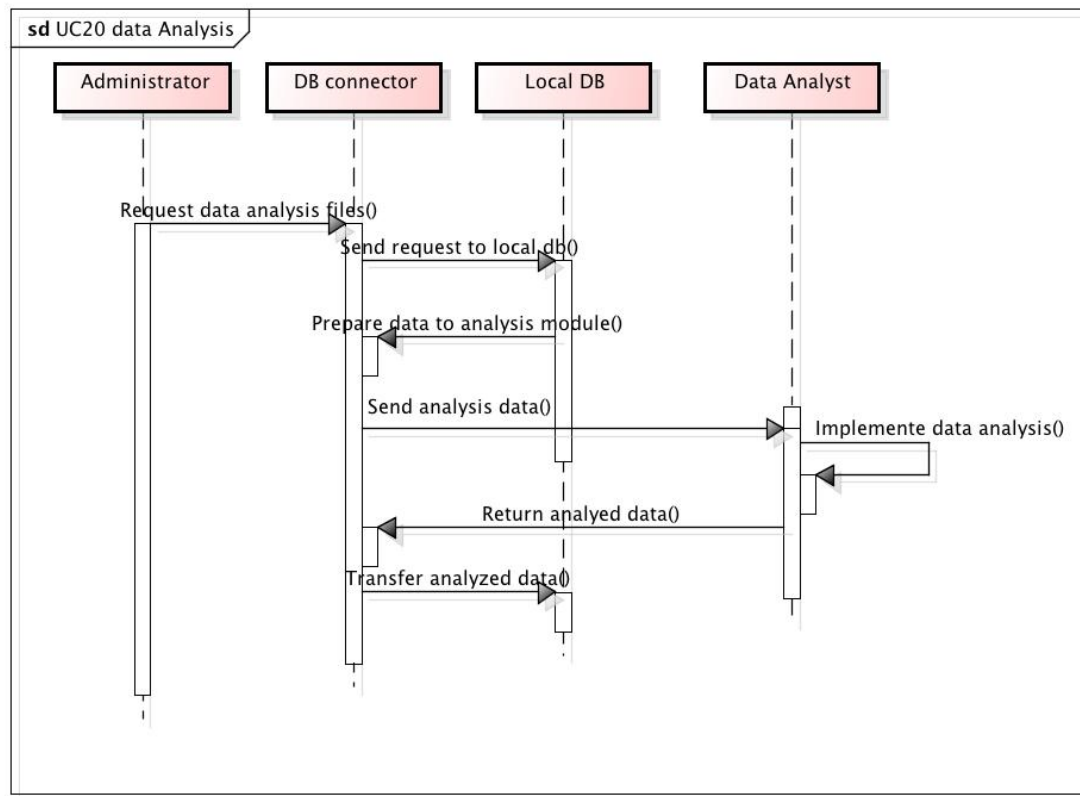 sd UC20 data Analysis
Administrator
DB connector
Local DB
Data Analyst
Request data analysis files()
Send request to local db()
Prepare data to analysis module()
Send analysis data()
Implemente data analysis()
Return analyed data()
Transfer analyzed data()